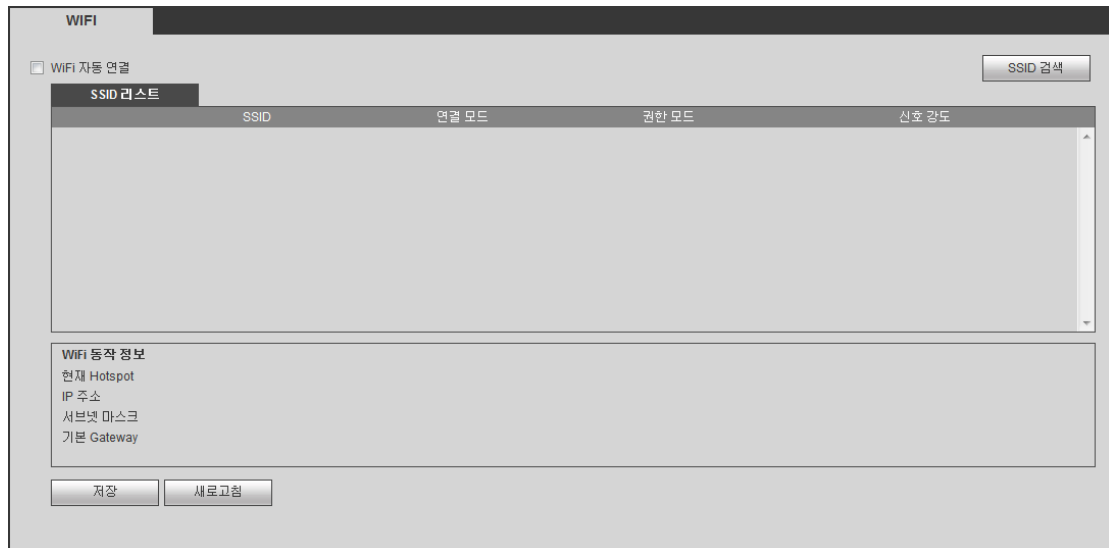 WIFI
WiFi 자동 연결
SSID 검색
SSID 리스트
SSID 연결 모드 권한 모드 신호 강도
WiFi 동작 정보
현재 Hotspot
IP 주소
서브넷 마스크
기본 Gateway
저장 새로고침